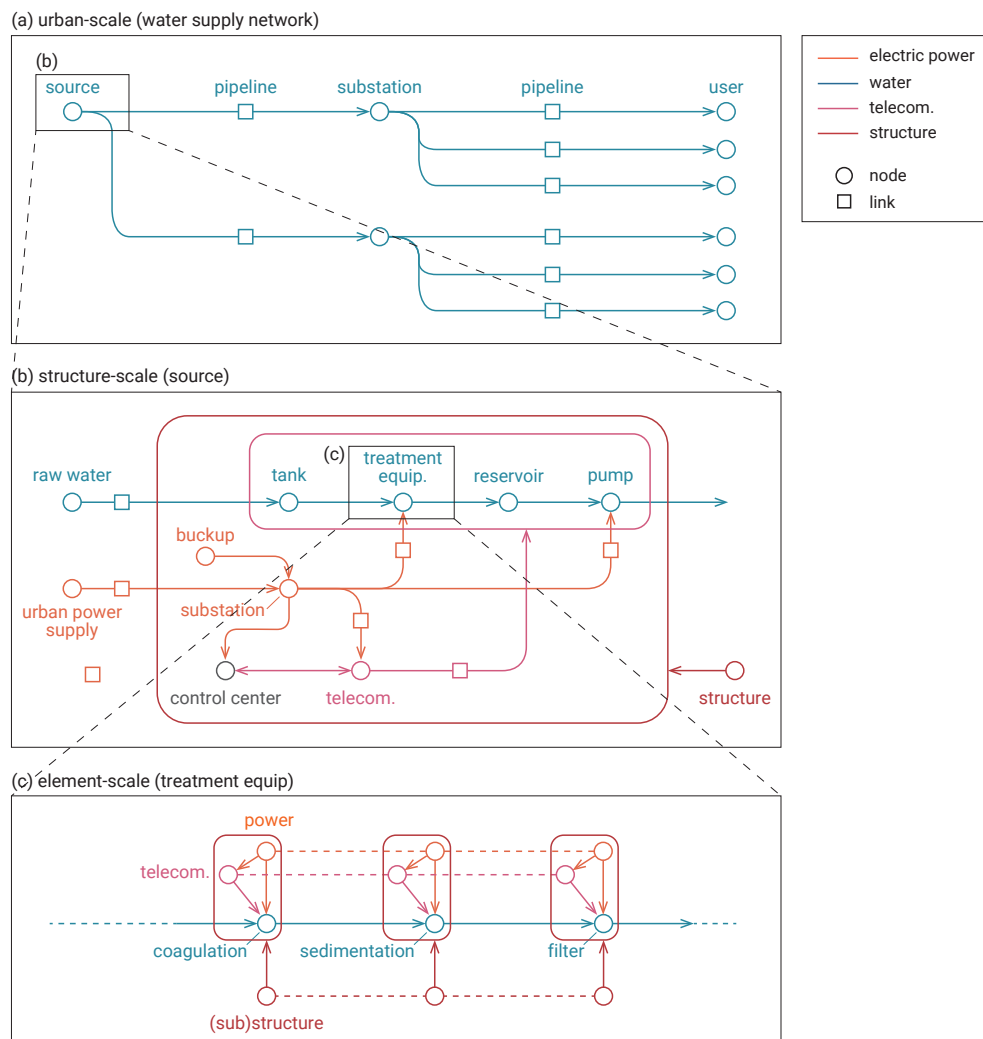 (a) urban-scale (water supply network)
(b)
source
pipeline
substation
pipeline
user
electric power
water
telecom.
structure
node
link
(b) structure-scale (source)
(c)
raw water
tank
treatment
equip.
reservoir
pump
buckup
urban power
supply
substation
control center
telecom.
structure
(c) element-scale (treatment equip)
power
telecom.
coagulation
sedimentation
filter
(sub)structure